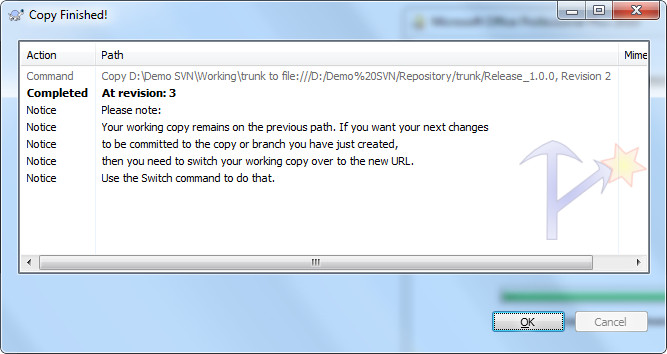 Copy Finished!
Action Path Mime
Command Copy D:\Demo SVN\Working\trunk to file:///D:/Demo%20SVN/Repository/trunk/Release_1.0.0, Revision 2
Completed At revision: 3
Notice Please note:
Notice Your working copy remains on the previous path. If you want your next changes
Notice to be committed to the copy or branch you have just created,
Notice then you need to switch your working copy over to the new URL.
Notice Use the Switch command to do that.
OK Cancel